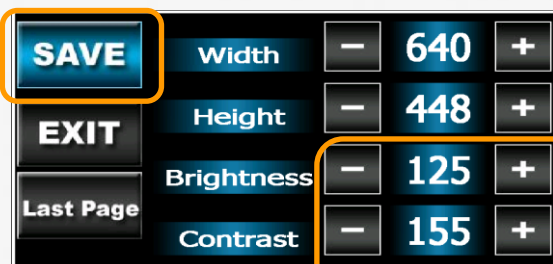 SAVE
Width − 640 +
Height − 448 +
EXIT
Brightness − 125 +
Last Page
Contrast − 155 +